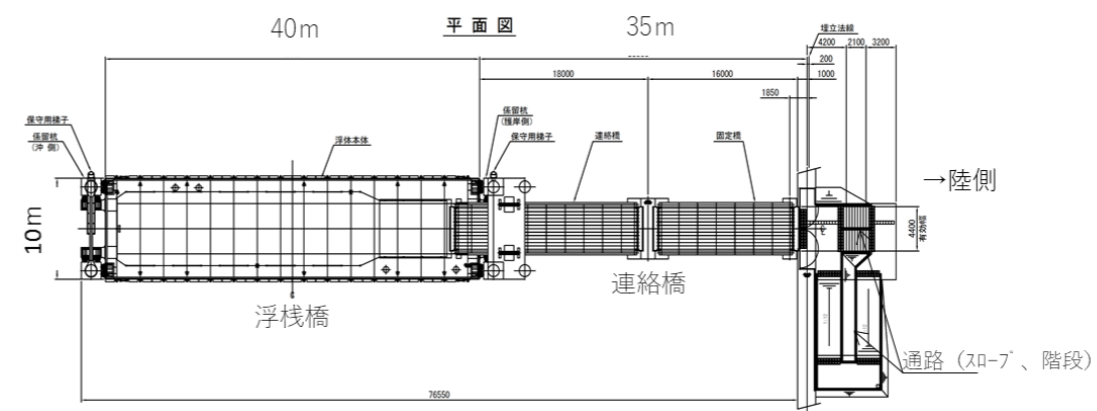 40m
平 面 図
35m
埋立法線
4200
2100
3200
200
18000
16000
1000
1850
保守用梯子
係留杭
(沖 側)
浮体本体
係留杭
(護岸側)
保守用梯子
連絡橋
固定橋
→陸側
10m
4400
有効幅
浮桟橋
連絡橋
通路（ｽﾛｰﾌﾟ、階段）
76550